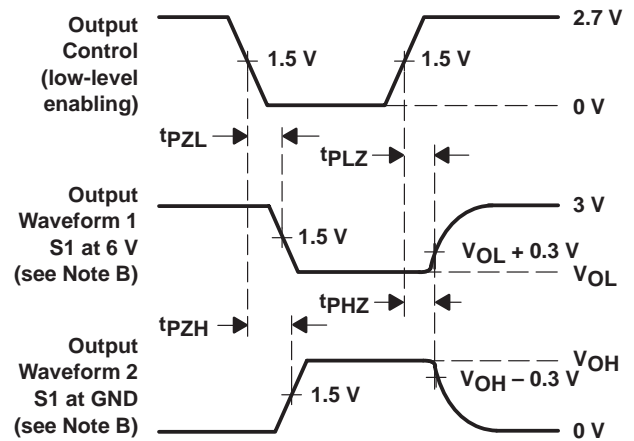 Output
Control
(low-level
enabling)
2.7 V
1.5 V
1.5 V
0 V
tPZL
tPLZ
Output
Waveform 1
S1 at 6 V
(see Note B)
3 V
1.5 V
VOL + 0.3 V
VOL
tPHZ
tPZH
Output
Waveform 2
S1 at GND
(see Note B)
VOH
1.5 V
VOH – 0.3 V
0 V